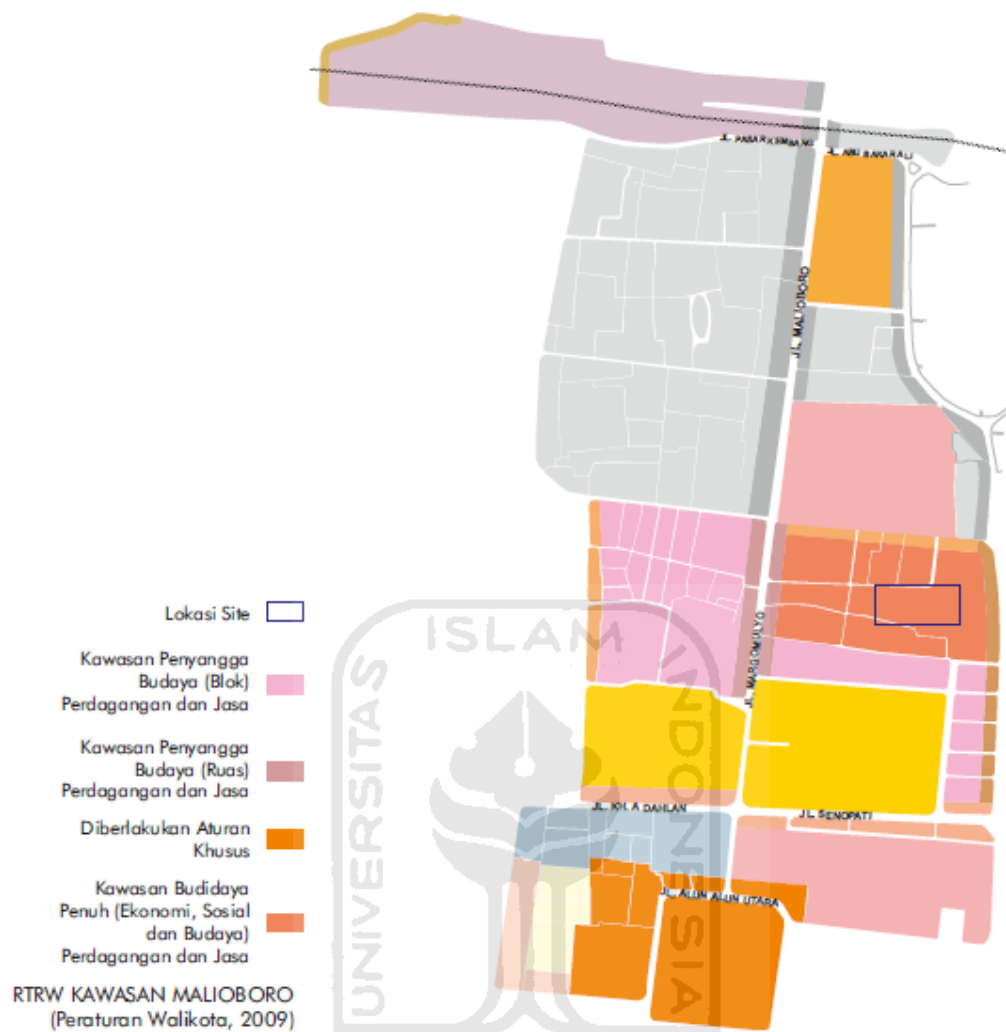 JL. PASAR KEMBANG
JL. ABU BAKAR ALI
JL. MALIOBORO
JL. MARGOMULYO
Lokasi Site
Kawasan Penyangga
Budaya (Blok)
Perdagangan dan Jasa
Kawasan Penyangga
Budaya (Ruas)
Perdagangan dan Jasa
Diberlakukan Aturan
Khusus
Kawasan Budidaya
Penuh (Ekonomi, Sosial
dan Budaya)
Perdagangan dan Jasa
RTRW KAWASAN MALIOBORO
(Peraturan Walikota, 2009)
JL. KH. A DAHLAN
JL. SENOPATI
JL. ALUN ALUN UTARA
UNIVERSITAS
ISLAM
INDONESIA